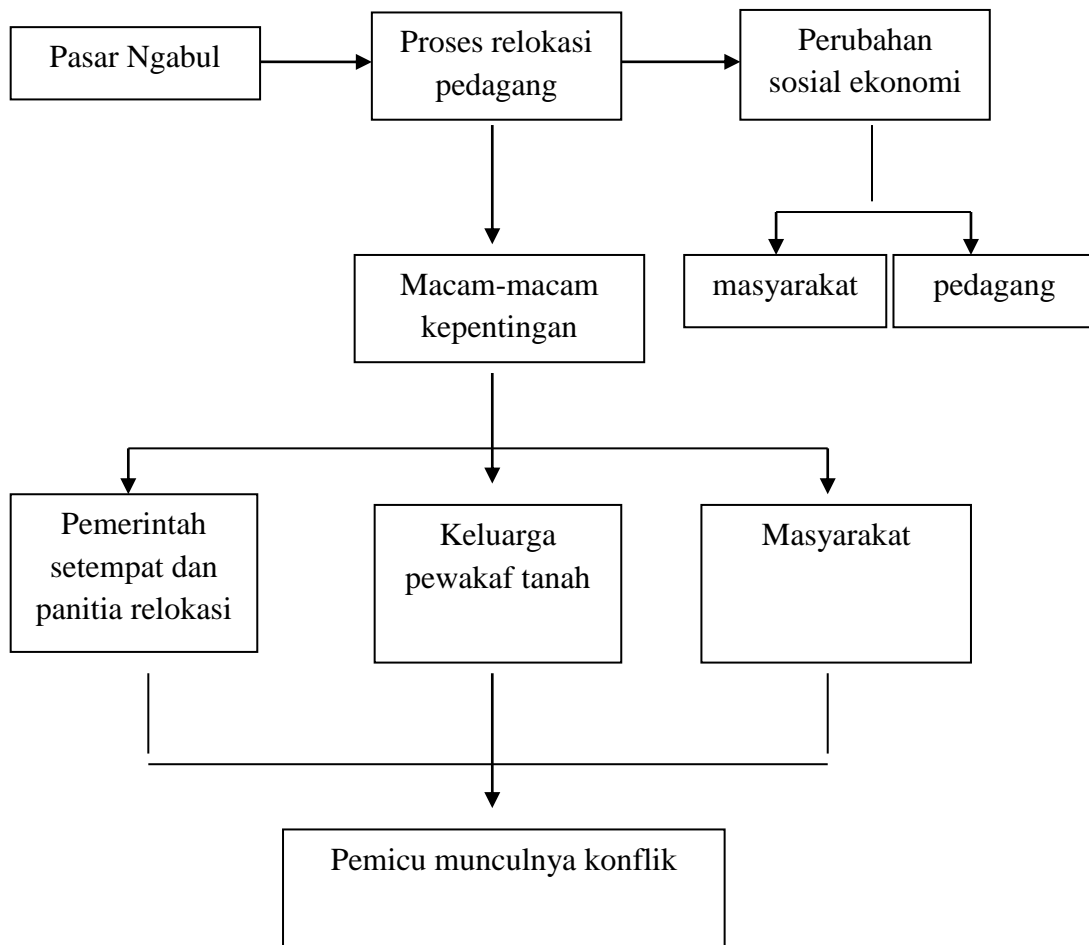 Pasar Ngabul
Proses relokasi
pedagang
Perubahan
sosial ekonomi
masyarakat
pedagang
Macam-macam
kepentingan
Pemerintah
setempat dan
panitia relokasi
Keluarga
pewakaf tanah
Masyarakat
Pemicu munculnya konflik